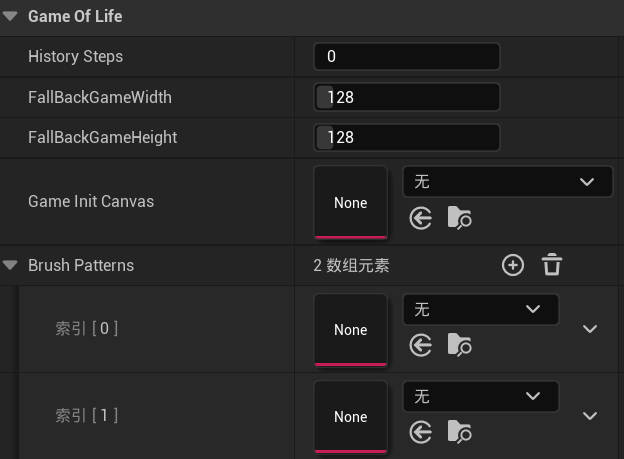 Game Of Life
History Steps
0
FallBackGameWidth
128
FallBackGameHeight
128
Game Init Canvas
None
无
Brush Patterns
2 数组元素
索引 [ 0 ]
None
无
索引 [ 1 ]
None
无